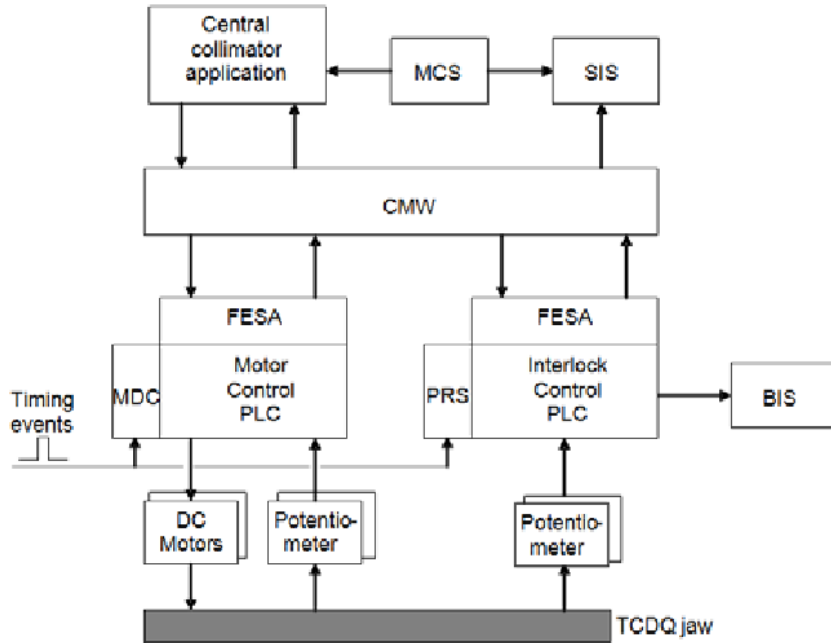 Central
collimator
application
MCS
SIS
CMW
FESA
FESA
MDC
Motor
Control
PLC
PRS
Interlock
Control
PLC
BIS
Timing
events
DC
Motors
Potentio-
meter
Potentio-
meter
TCDQ jaw